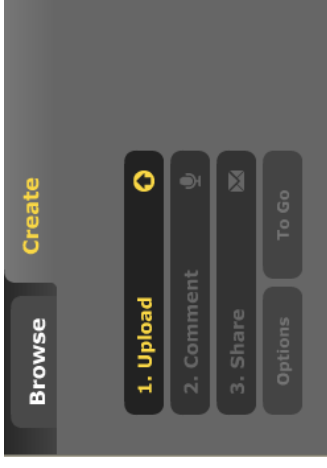 Browse Create
1. Upload
2. Comment
3. Share
Options To Go